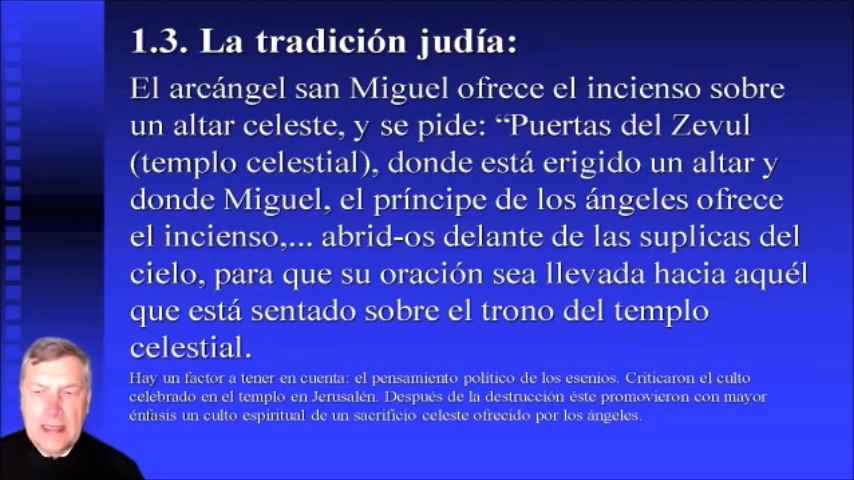 1.3. La tradición judía:
El arcángel san Miguel ofrece el incienso sobre
un altar celeste, y se pide: “Puertas del Zevul
(templo celestial), donde está erigido un altar y
donde Miguel, el príncipe de los ángeles ofrece
el incienso,... abrid-os delante de las suplicas del
cielo, para que su oración sea llevada hacia aquél
que está sentado sobre el trono del templo
celestial.
Hay un factor a tener en cuenta: el pensamiento político de los esenios. Criticaron el culto
celebrado en el templo en Jerusalén. Después de la destrucción éste promovieron con mayor
énfasis un culto espiritual de un sacrificio celeste ofrecido por los ángeles.